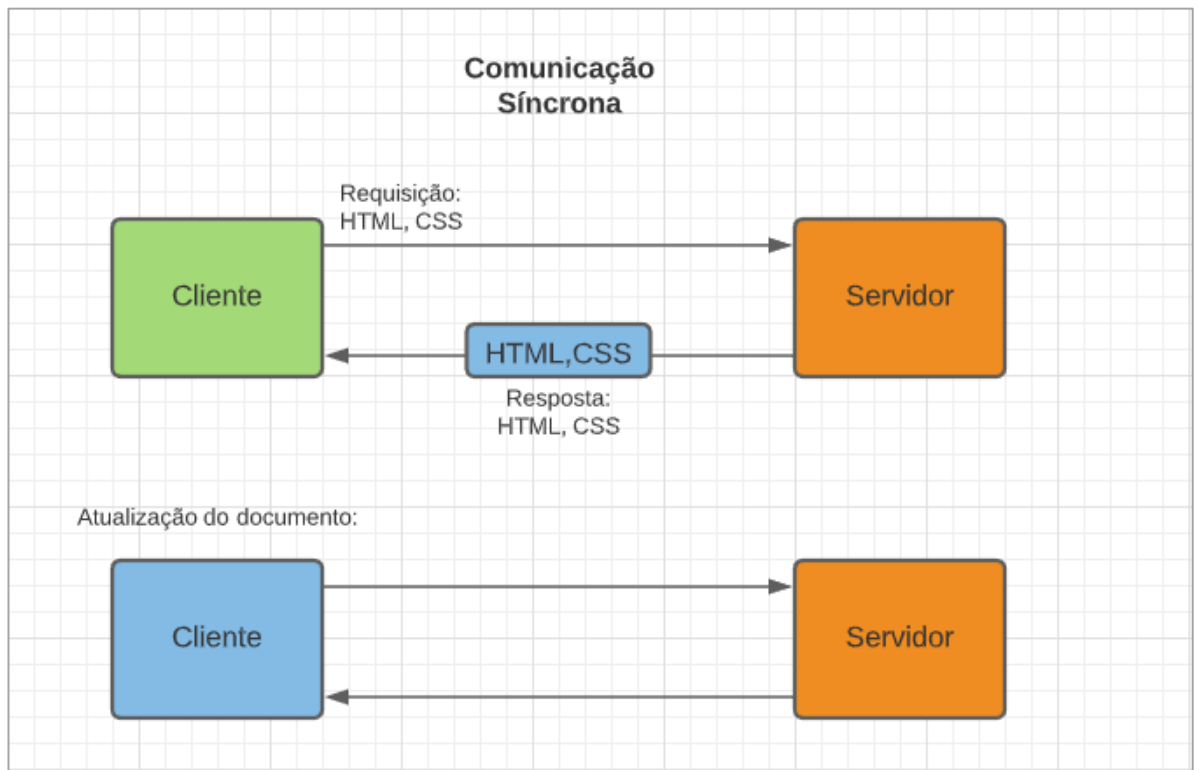 Comunicação
Síncrona
Requisição:
HTML, CSS
Cliente
Servidor
HTML,CSS
Resposta:
HTML, CSS
Atualização do documento:
Cliente
Servidor